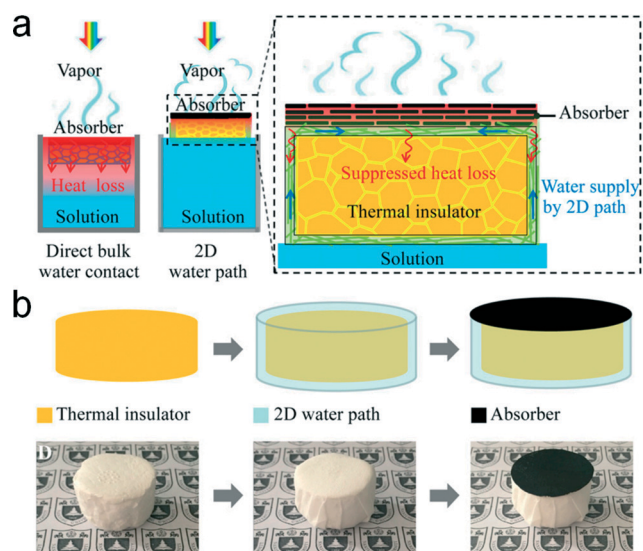 a
Vapor
Vapor
Absorber
Absorber
Heat loss
Solution
Solution
Direct bulk
water contact
2D
water path
Absorber
Suppressed heat loss
Thermal insulator
Water supply
by 2D path
Solution
b
Thermal insulator
2D water path
Absorber
D